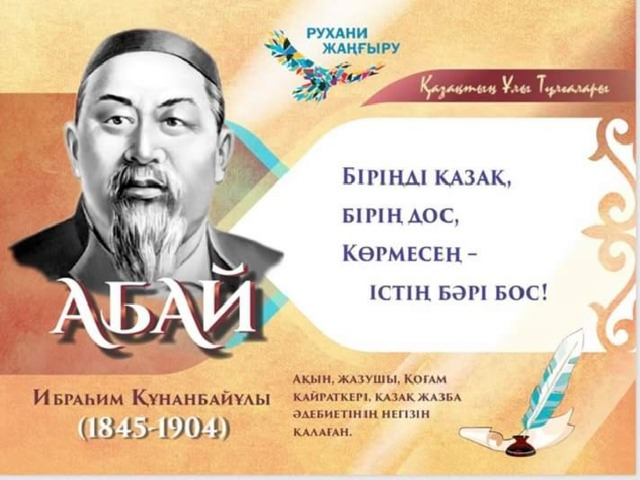 РУХАНИ
ЖАҢҒЫРУ
Қазақтың Ұлы Тұлғалары
Біріңді қазақ,
бірің дос,
Көрмесең –
істің бәрі бос!
АБАЙ
Ибраһим Құнанбайұлы
(1845-1904)
Ақын, жазушы, Қоғам
қайраткері, қазақ жазба
әдебиетінің негізін
қалаған.